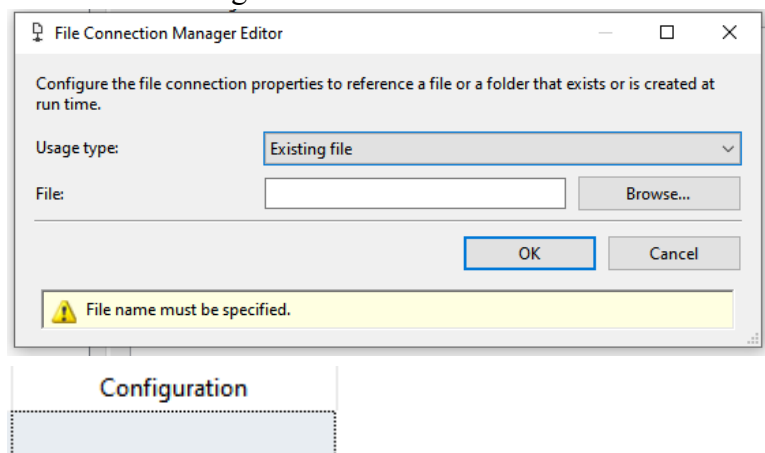 File Connection Manager Editor
Configure the file connection properties to reference a file or a folder that exists or is created at
run time.
Usage type:
Existing file
File:
Browse...
OK
Cancel
File name must be specified.
Configuration